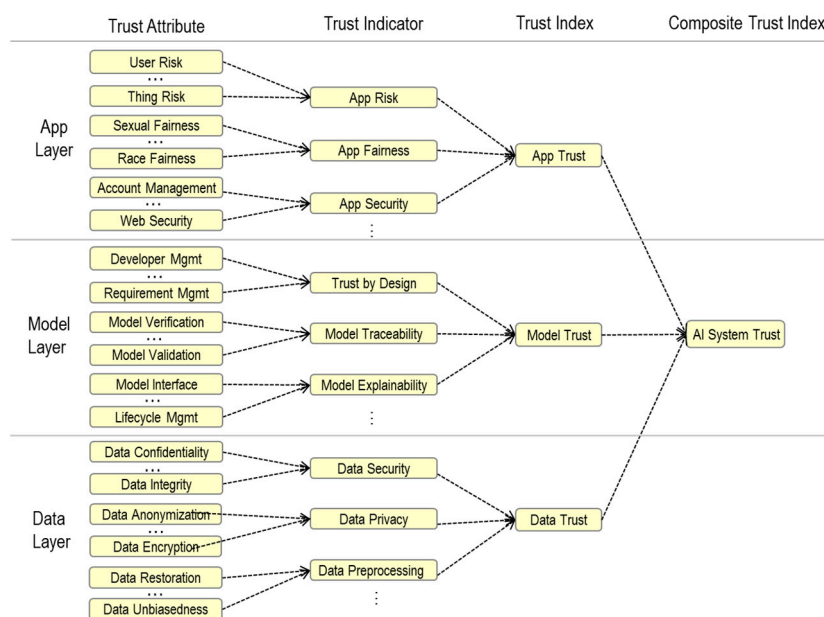 Trust Attribute
Trust Indicator
Trust Index
Composite Trust Index
App
Layer
User Risk
...
Thing Risk
Sexual Fairness
...
Race Fairness
Account Management
...
Web Security
App Risk
App Fairness
App Security
⋮
App Trust
Model
Layer
Developer Mgmt
...
Requirement Mgmt
Model Verification
...
Model Validation
Model Interface
...
Lifecycle Mgmt
Trust by Design
Model Traceability
Model Explainability
⋮
Model Trust
AI System Trust
Data
Layer
Data Confidentiality
...
Data Integrity
Data Anonymization
...
Data Encryption
Data Restoration
...
Data Unbiasedness
Data Security
Data Privacy
Data Preprocessing
⋮
Data Trust